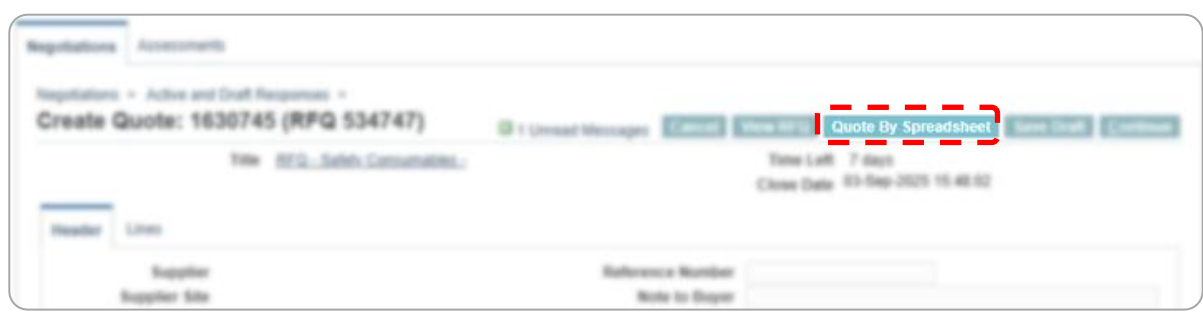 Negotiations Assessments
Negotiations > Active and Draft Responses >
Create Quote: 1630745 (RFQ 534747)
1 Unread Messages Cancel View RFQ Quote By Spreadsheet Save Draft Continue
Title RFQ - Safety Consumables - Time Left 7 days
Close Date 03-Sep-2025 15:48:02
Header Lines
Supplier Reference Number
Supplier Site Note to Buyer